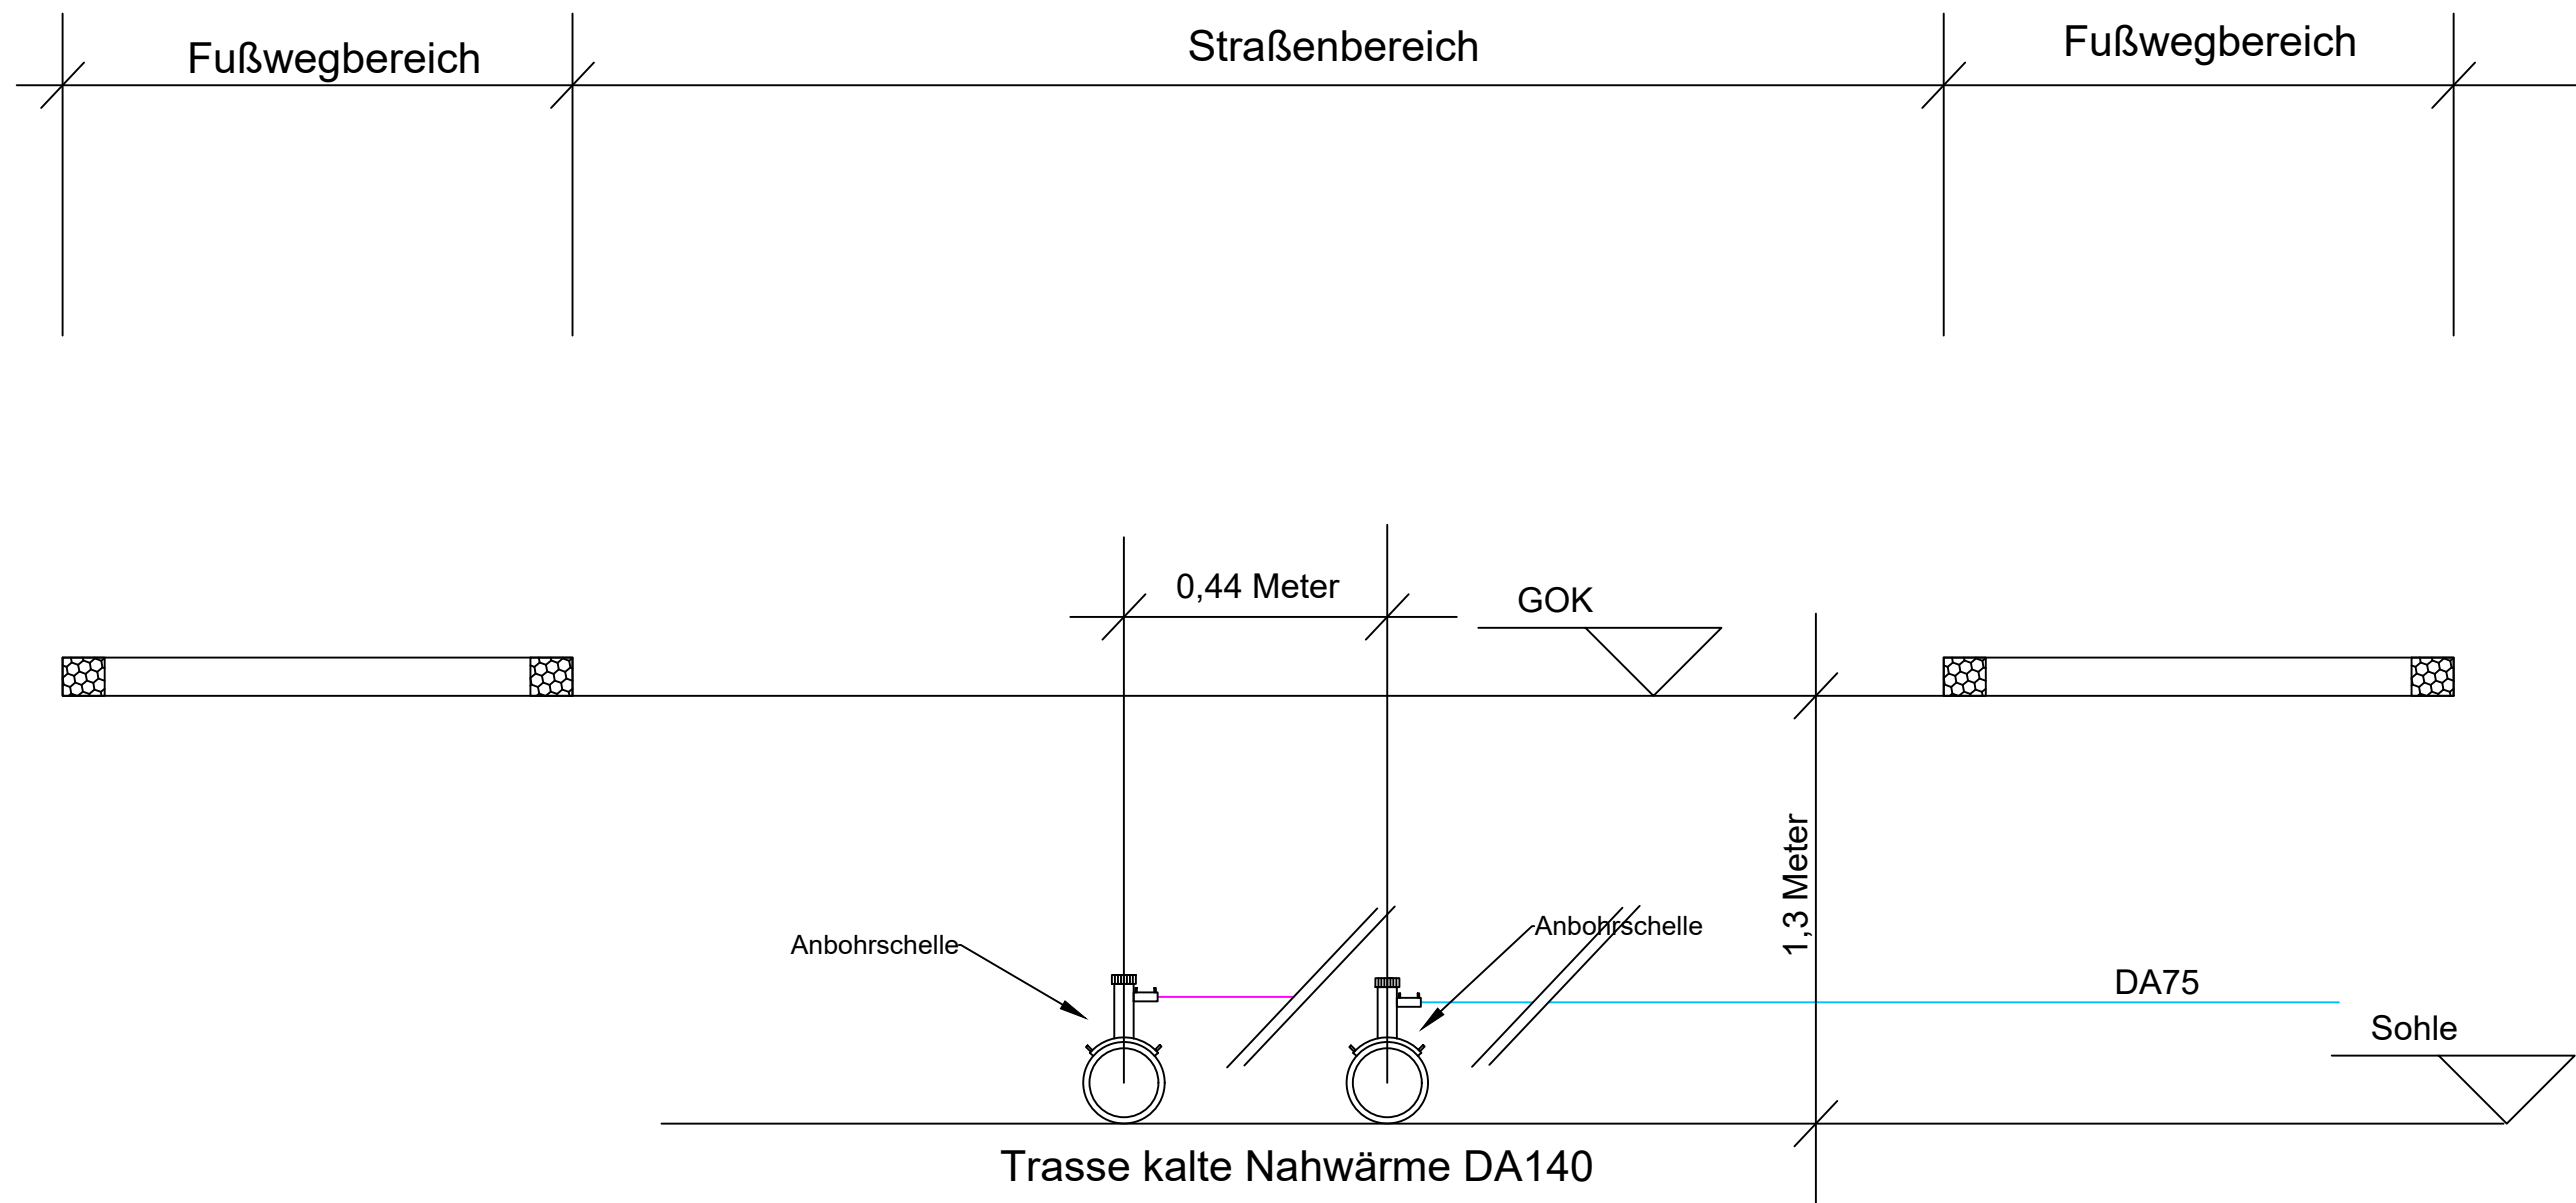 Fußwegbereich
Straßenbereich
Fußwegbereich
0,44 Meter
GOK
1,3 Meter
Anbohrschelle
Anbohrschelle
DA75
Sohle
Trasse kalte Nahwärme DA140